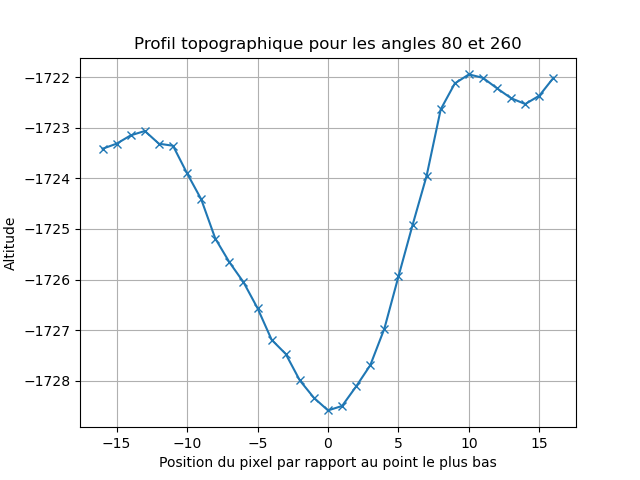 Profil topographique pour les angles 80 et 260
Altitude
−1722
−1723
−1724
−1725
−1726
−1727
−1728
−15 −10 −5 0 5 10 15
Position du pixel par rapport au point le plus bas